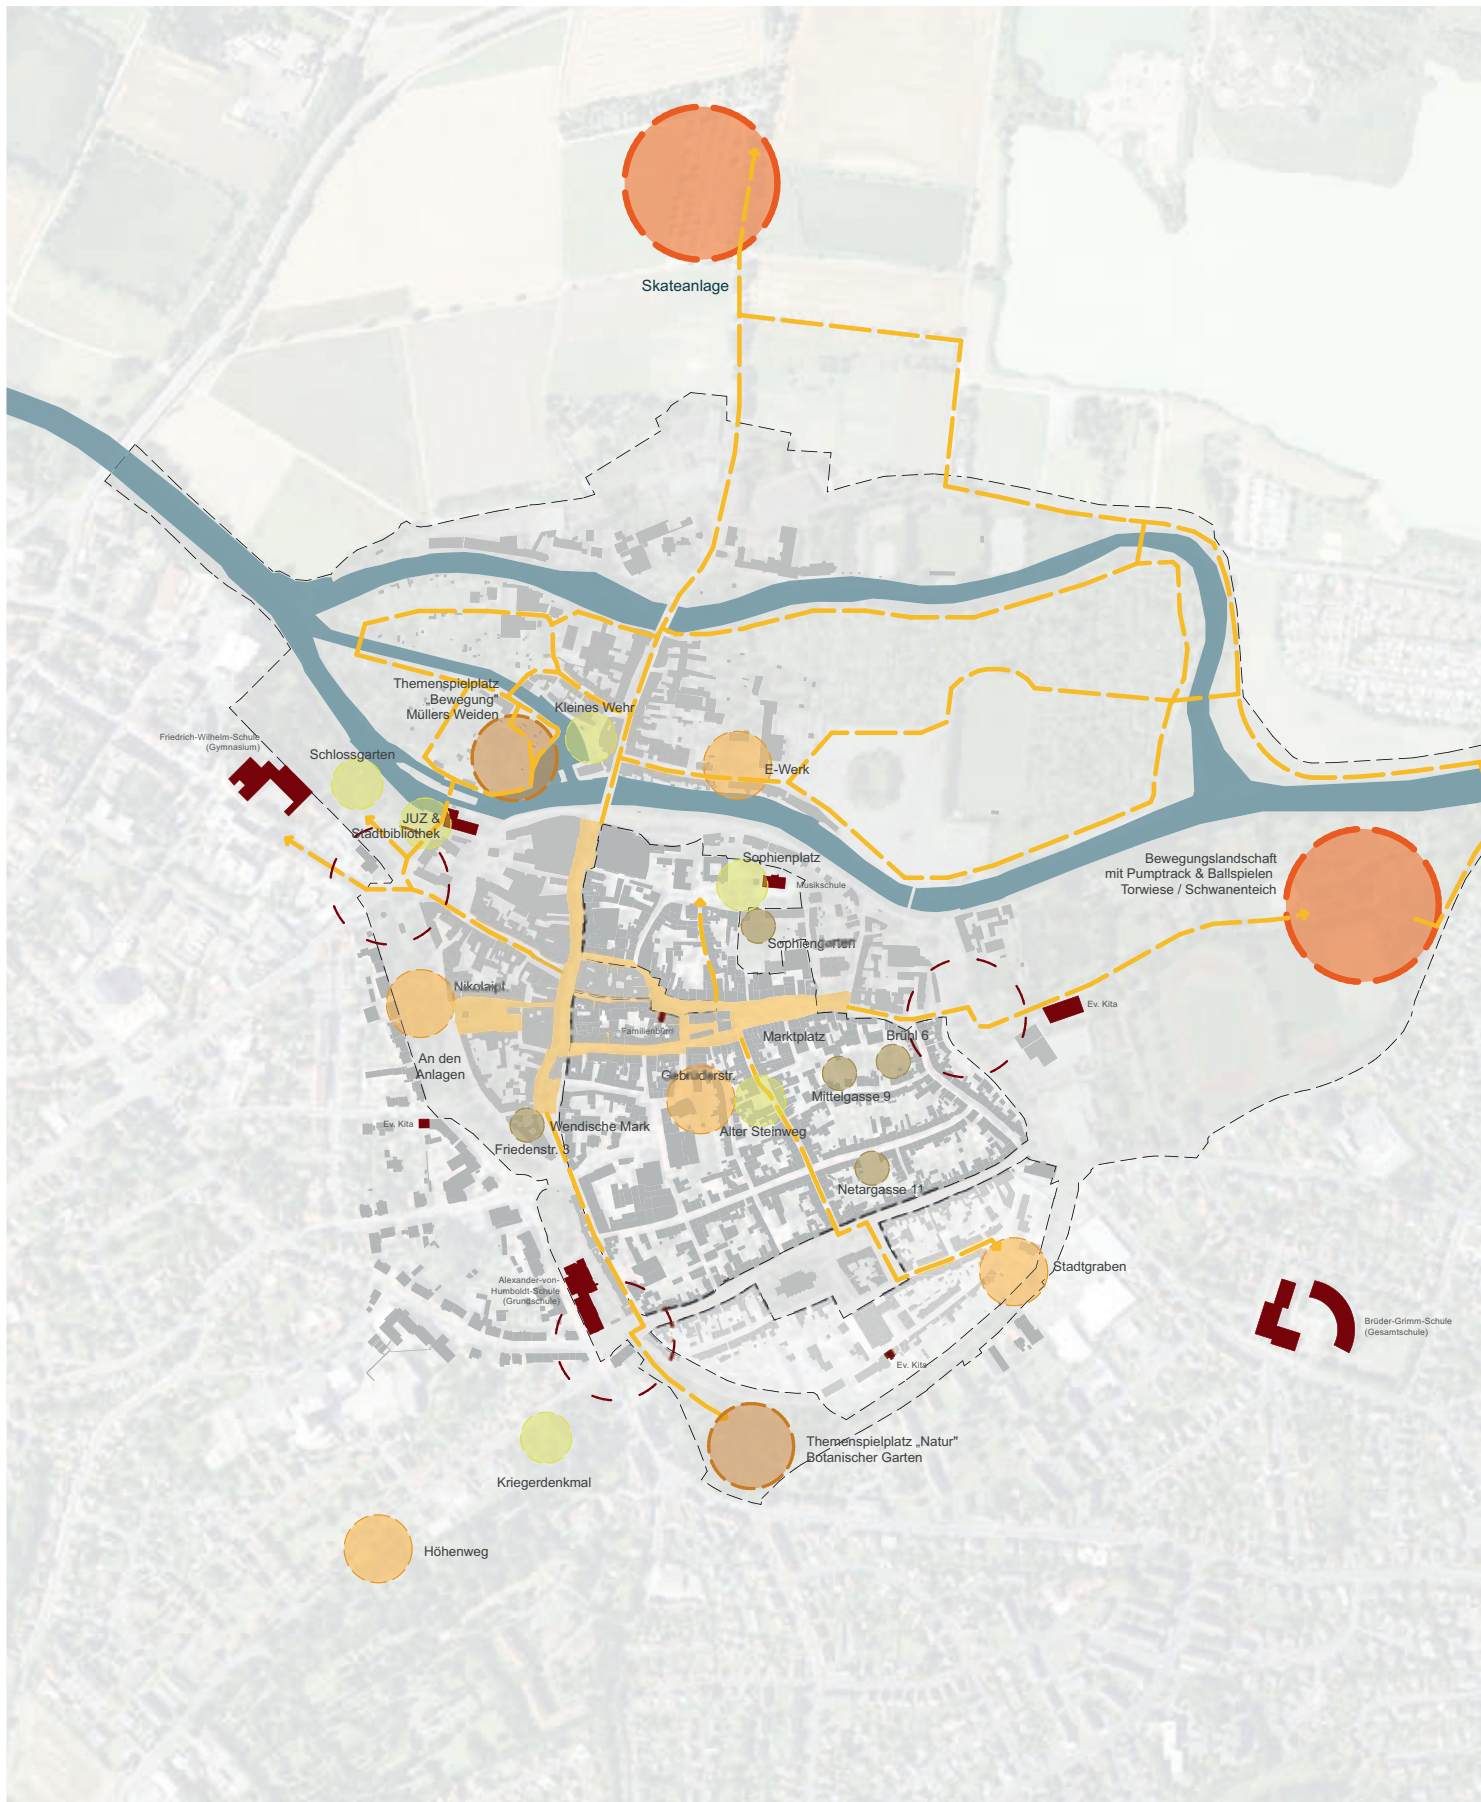 Skateanlage
Themenspielplatz
„Bewegung"
Müllers Weiden
Kleines Wehr
Friedrich-Wilhelm-Schule
(Gymnasium)
Schlossgarten
E-Werk
JUZ &
Stadtbibliothek
Sophienplatz
Musikschule
Bewegungslandschaft
mit Pumptrack & Ballspielen
Torwiese / Schwanenteich
Sophiengarten
Nikolaipl.
Ev. Kita
Familienbüro
Marktplatz
Brühl 6
An den
Anlagen
Gebrüderstr.
Mittelgasse 9
Ev. Kita
Wendische Mark
Alter Steinweg
Friedenstr. 3
Netargasse 11
Stadtgraben
Alexander-von-
Humboldt-Schule
(Grundschule)
Brüder-Grimm-Schule
(Gesamtschule)
Ev. Kita
Themenspielplatz „Natur"
Botanischer Garten
Kriegerdenkmal
Höhenweg